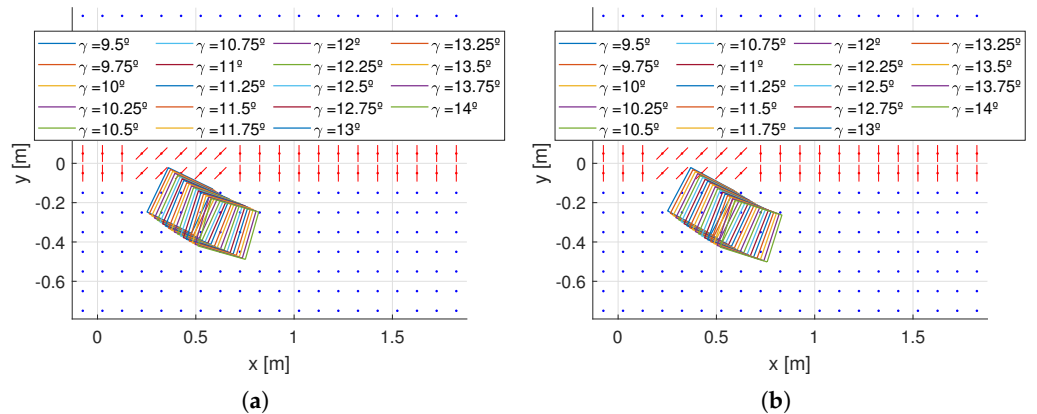 γ =9.5º γ =10.75º γ =12º γ =13.25º
γ =9.75º γ =11º γ =12.25º γ =13.5º
γ =10º γ =11.25º γ =12.5º γ =13.75º
γ =10.25º γ =11.5º γ =12.75º γ =14º
γ =10.5º γ =11.75º γ =13º
y [m]
0
-0.2
-0.4
-0.6
0 0.5 1 1.5
x [m]
(a)
γ =9.5º γ =10.75º γ =12º γ =13.25º
γ =9.75º γ =11º γ =12.25º γ =13.5º
γ =10º γ =11.25º γ =12.5º γ =13.75º
γ =10.25º γ =11.5º γ =12.75º γ =14º
γ =10.5º γ =11.75º γ =13º
y [m]
0
-0.2
-0.4
-0.6
0 0.5 1 1.5
x [m]
(b)